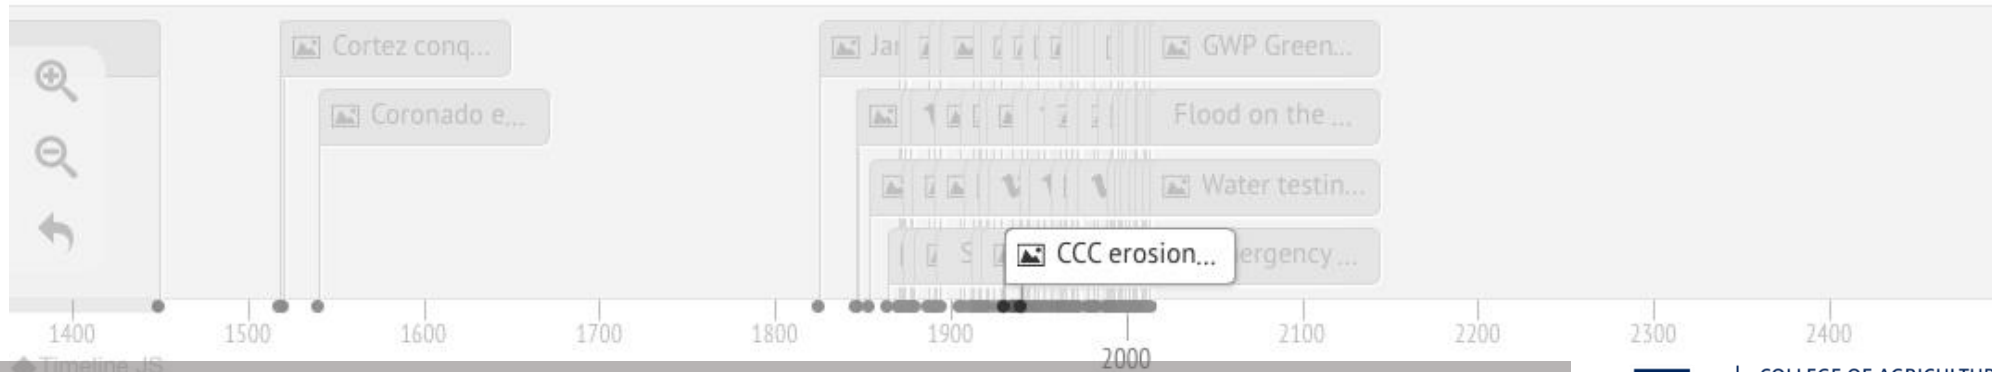 Cortez conq...
Jar
GWP Green...
Coronado e...
Flood on the ...
Water testin...
S
CCC erosion...
ergency ...
1400
1500
1600
1700
1800
1900
2000
2100
2200
2300
2400
Timeline JS
COLLEGE OF AGRICULTUR